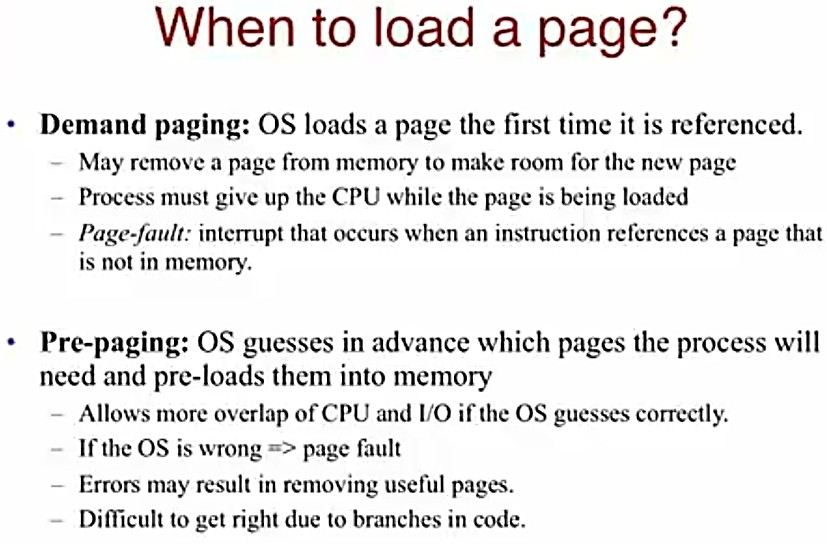 When to load a page?
• Demand paging: OS loads a page the first time it is referenced.
– May remove a page from memory to make room for the new page
– Process must give up the CPU while the page is being loaded
– Page-fault: interrupt that occurs when an instruction references a page that
is not in memory.
• Pre-paging: OS guesses in advance which pages the process will
need and pre-loads them into memory
– Allows more overlap of CPU and I/O if the OS guesses correctly.
– If the OS is wrong => page fault
– Errors may result in removing useful pages.
– Difficult to get right due to branches in code.